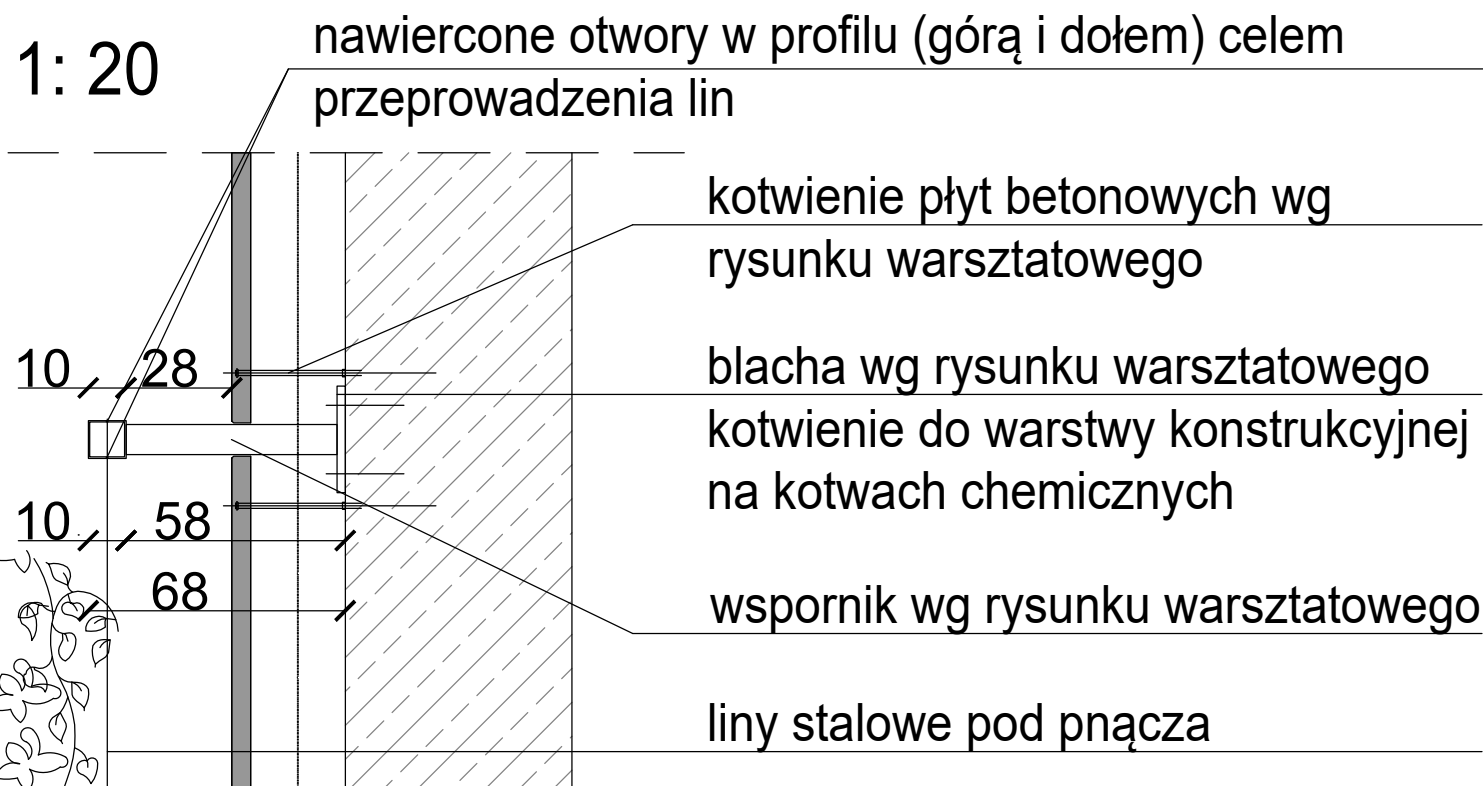 1: 20
nawiercone otwory w profilu (górą i dołem) celem
przeprowadzenia lin
kotwienie płyt betonowych wg
rysunku warsztatowego
10 28
blacha wg rysunku warsztatowego
kotwienie do warstwy konstrukcyjnej
na kotwach chemicznych
10 58
68
wspornik wg rysunku warsztatowego
liny stalowe pod pnącza